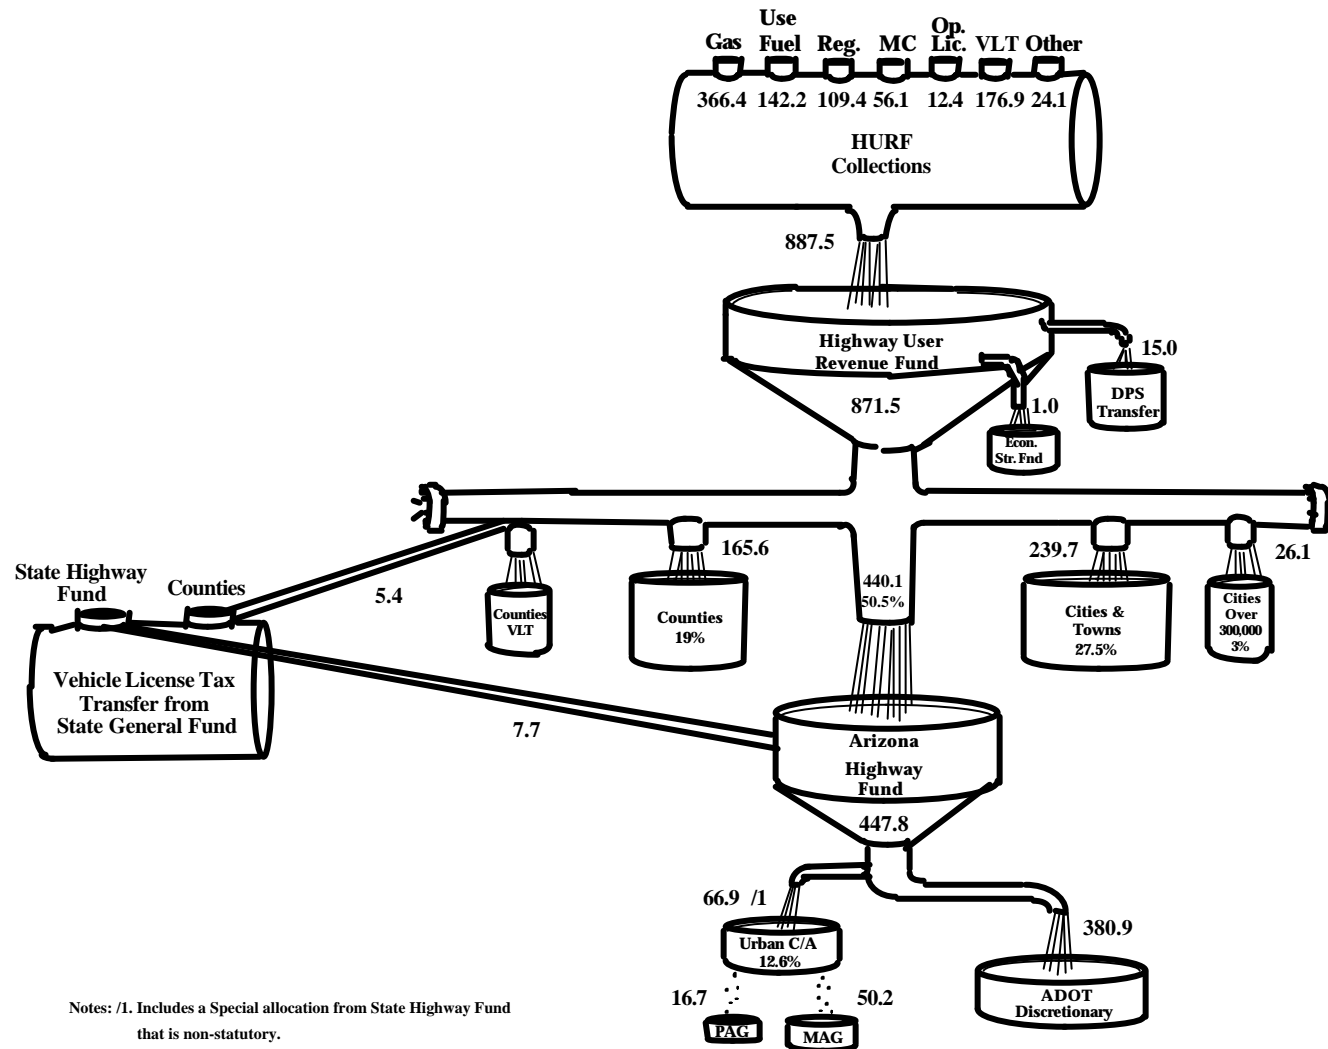 Gas Use Fuel Reg. MC Op. Lic. VLT Other
366.4 142.2 109.4 56.1 12.4 176.9 24.1
HURF
Collections
887.5
Highway User
Revenue Fund
15.0
DPS
Transfer
871.5
1.0
Econ.
Str. Fnd
165.6
239.7
26.1
State Highway
Fund
Counties
5.4
Counties
VLT
Counties
19%
440.1
50.5%
Cities &
Towns
27.5%
Cities
Over
300,000
3%
Vehicle License Tax
Transfer from
State General Fund
7.7
Arizona
Highway
Fund
447.8
66.9 /1
380.9
Urban C/A
12.6%
16.7
50.2
PAG
MAG
ADOT
Discretionary
Notes: /1. Includes a Special allocation from State Highway Fund
that is non-statutory.